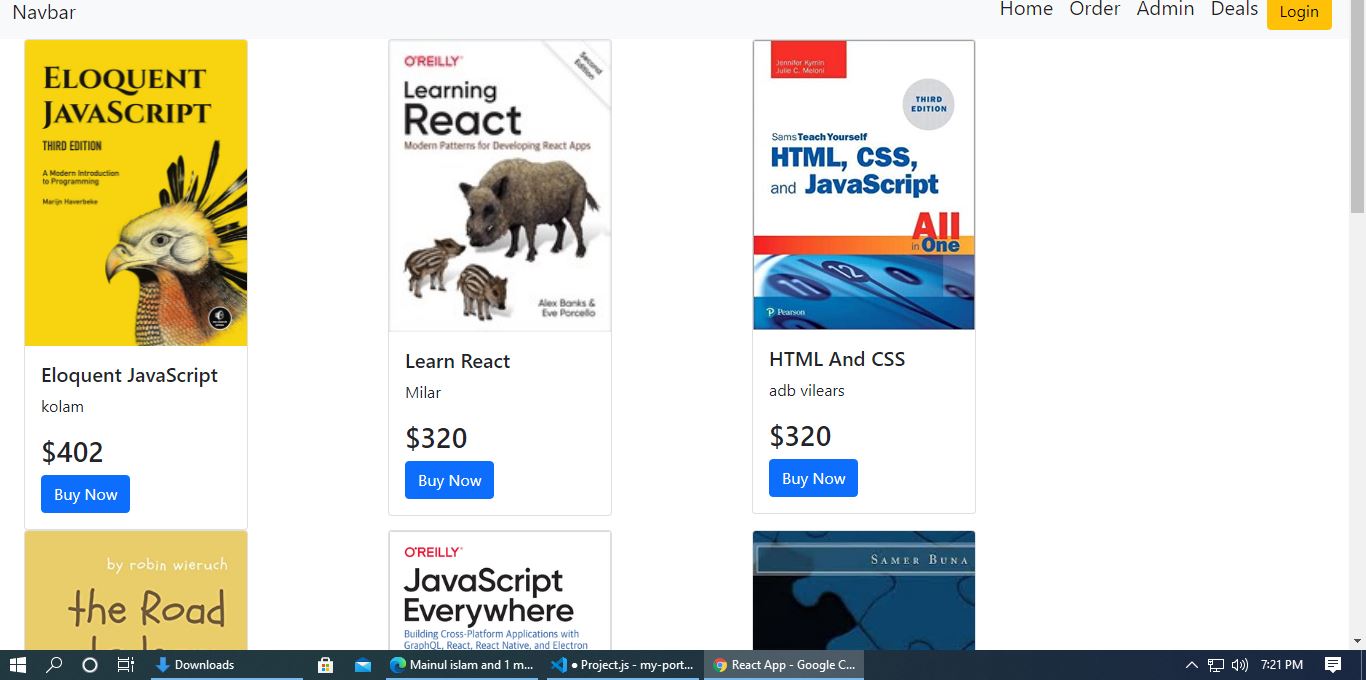 Navbar
Home Order Admin Deals Login
ELOQUENT
JAVASCRIPT
THIRD EDITION
A Modern Introduction
to Programming
Marijn Haverbeke
Eloquent JavaScript
kolam
$402
Buy Now
O'REILLY
Second
Edition
Learning
React
Modern Patterns for Developing React Apps
Alex Banks &
Eve Porcello
Learn React
Milar
$320
Buy Now
Jennifer Kymin
Julie C. Meloni
THIRD
EDITION
Sams Teach Yourself
HTML, CSS,
and JavaScript
All
in One
11
12
Pearson
HTML And CSS
adb vilears
$320
Buy Now
by robin wieruch
the Road
O'REILLY
JavaScript
Everywhere
Building Cross-Platform Applications with
GraphQL, React, React Native, and Electron
SAMER BUNA
Downloads
Mainul islam and 1 m...
● Project.js - my-port...
React App - Google C...
7:21 PM